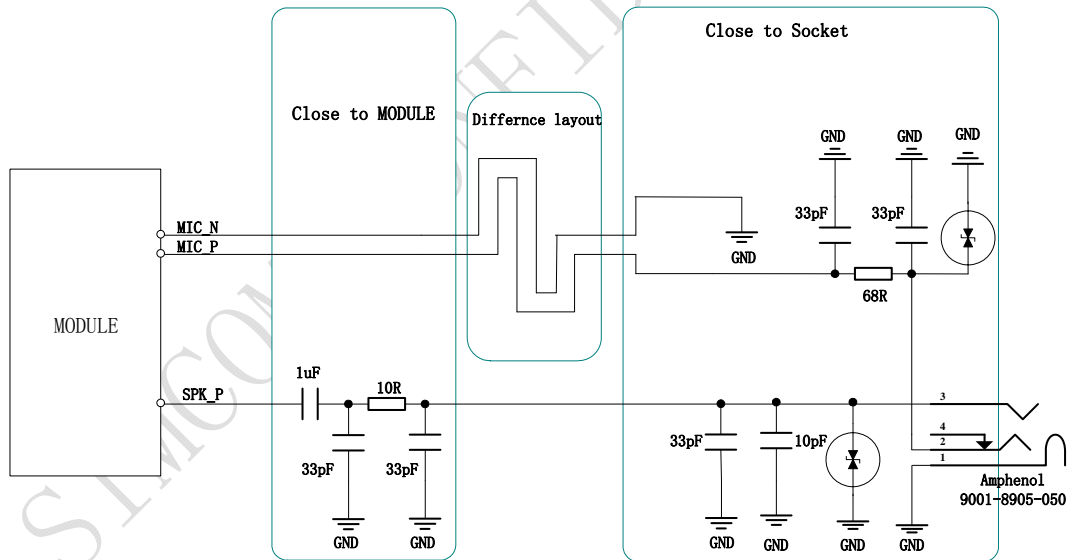 Close to Socket
Close to MODULE
Differnce layout
GND
GND
GND
33pF
33pF
MIC_N
MIC_P
GND
68R
MODULE
1uF
10R
SPK_P
3
4
2
1
33pF
33pF
33pF
10pF
Amphenol
9001-8905-050
GND
GND
GND
GND
GND
GND
SIMCOM CONFID